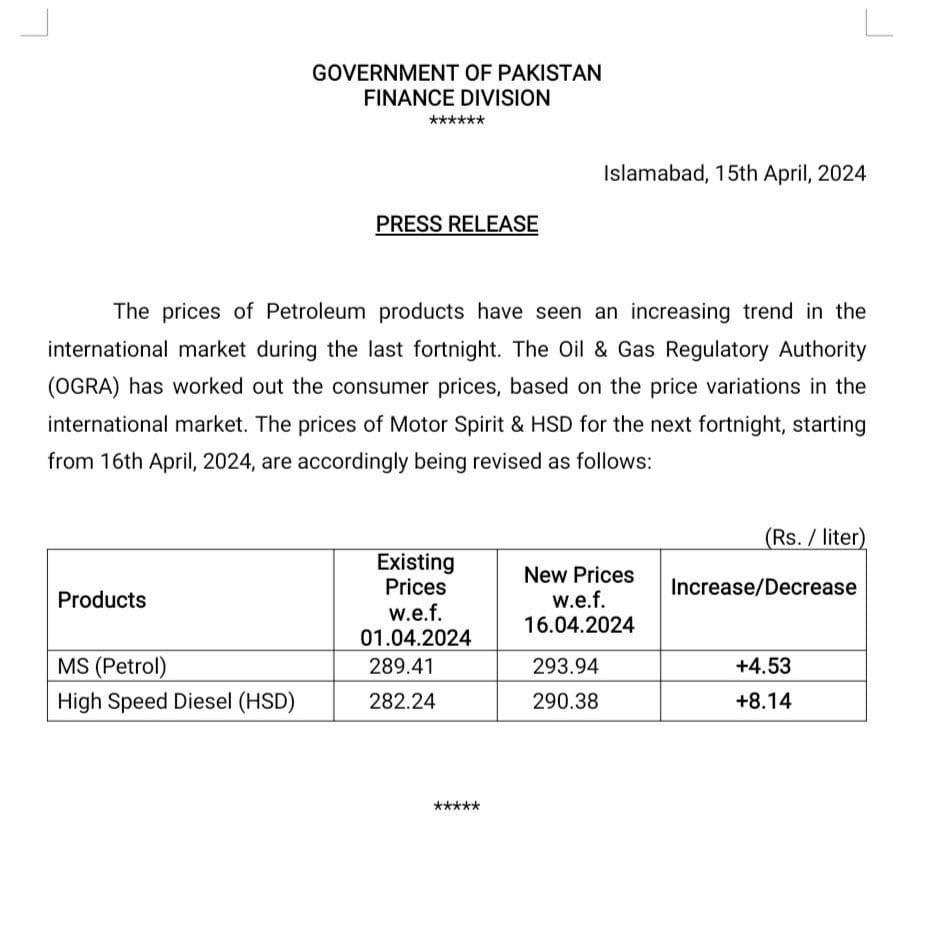 GOVERNMENT OF PAKISTAN
FINANCE DIVISION
******
Islamabad, 15th April, 2024
PRESS RELEASE
The prices of Petroleum products have seen an increasing trend in the
international market during the last fortnight. The Oil & Gas Regulatory Authority
(OGRA) has worked out the consumer prices, based on the price variations in the
international market. The prices of Motor Spirit & HSD for the next fortnight, starting
from 16th April, 2024, are accordingly being revised as follows:
(Rs. / liter)
Products
Existing
Prices
w.e.f.
01.04.2024
New Prices
w.e.f.
16.04.2024
Increase/Decrease
MS (Petrol) 289.41 293.94 +4.53
High Speed Diesel (HSD) 282.24 290.38 +8.14
*****